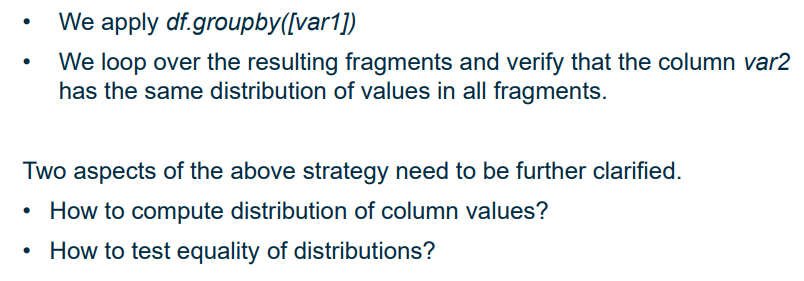 • We apply df.groupby([var1])
• We loop over the resulting fragments and verify that the column var2
has the same distribution of values in all fragments.
Two aspects of the above strategy need to be further clarified.
• How to compute distribution of column values?
• How to test equality of distributions?